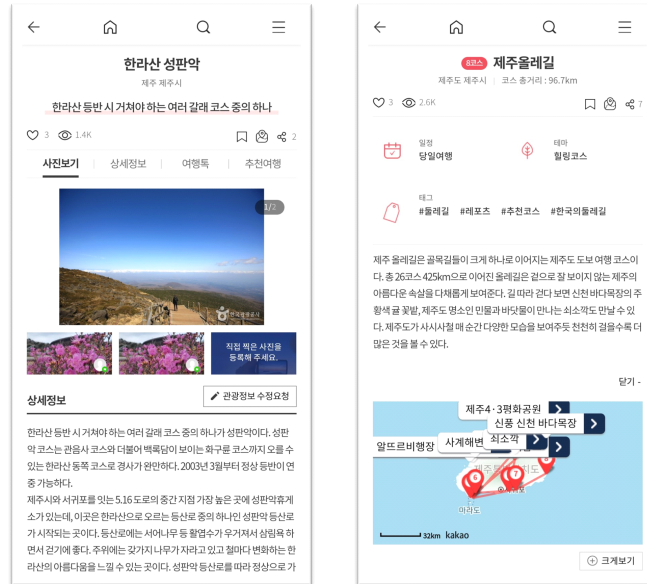 한라산 성판악
제주 제주시
한라산 등반 시 거쳐야 하는 여러 갈래 코스 중의 하나
3 1.4K 2
사진보기 상세정보 여행톡 추천여행
1/2
한국관광공사
직접 찍은 사진을
등록해 주세요.
상세정보
관광정보 수정요청
한라산 등반 시 거쳐야 하는 여러 갈래 코스 중의 하나가 성판악이다. 성판
악 코스는 관음사 코스와 더불어 백록담이 보이는 화구륜 코스까지 오를 수
있는 한라산 동쪽 코스로 경사가 완만하다. 2003년 3월부터 정상 등반이 연
중 가능하다.
제주시와 서귀포를 잇는 5.16 도로의 중간 지점 가장 높은 곳에 성판악휴게
소가 있는데, 이곳은 한라산으로 오르는 등산로 중의 하나인 성판악 등산로
가 시작되는 곳이다. 등산로에는 서어나무 등 활엽수가 우거져서 삼림욕 하
면서 걷기에 좋다. 주위에는 갖가지 나무가 자라고 있고 철마다 변화하는 한
라산의 아름다움을 느낄 수 있는 곳이다. 성판악 등산로를 따라 정상으로 가
8코스 제주올레길
제주도 제주시 코스 총거리 : 96.7km
3 2.6K 7
일정
당일여행
테마
힐링코스
태그
#둘레길 #레포츠 #추천코스 #한국의둘레길
제주 올레길은 골목길들이 크게 하나로 이어지는 제주도 도보 여행 코스이
다. 총 26코스 425km으로 이어진 올레길은 겉으로 잘 보이지 않는 제주의
아름다운 속살을 다채롭게 보여준다. 길 따라 걷다 보면 신천 바다목장의 주
황색 귤 꽃밭, 제주도 명소인 민물과 바닷물이 만나는 쇠소깍도 만날 수 있
다. 제주도가 사시사철 매 순간 다양한 모습을 보여주듯 천천히 걸을수록 더
많은 것을 볼 수 있다.
닫기 -
제주4·3평화공원
신풍 신천 바다목장
알뜨르비행장 사계해변 쇠소깍
6 7
마라도
32km kakao
크게보기